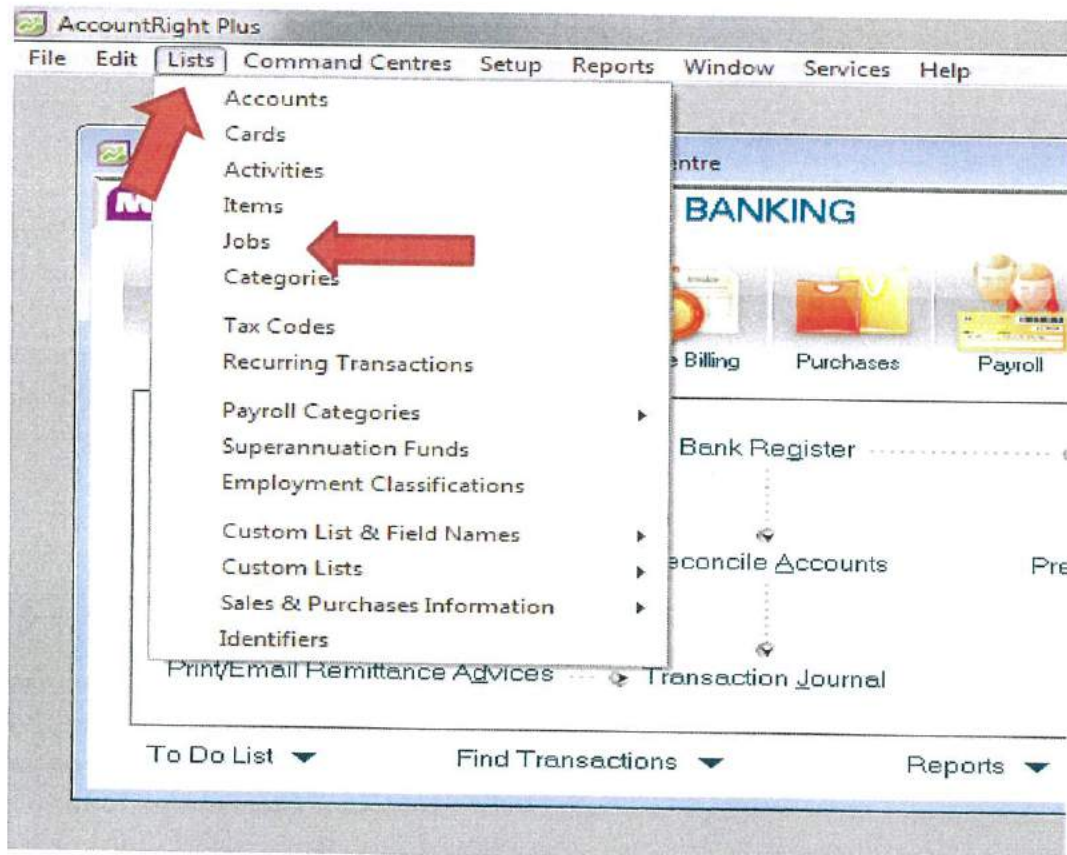 AccountRight Plus
File Edit Lists Command Centres Setup Reports Window Services Help
Accounts
Cards
Activities
Items
Jobs
Categories
Tax Codes
Recurring Transactions
Payroll Categories
Superannuation Funds
Employment Classifications
Custom List & Field Names
Custom Lists
Sales & Purchases Information
Identifiers
BANKING
Billing Purchases Payroll
Bank Register
Accounts
Print/Email Remittance Advices Transaction Journal
To Do List Find Transactions Reports